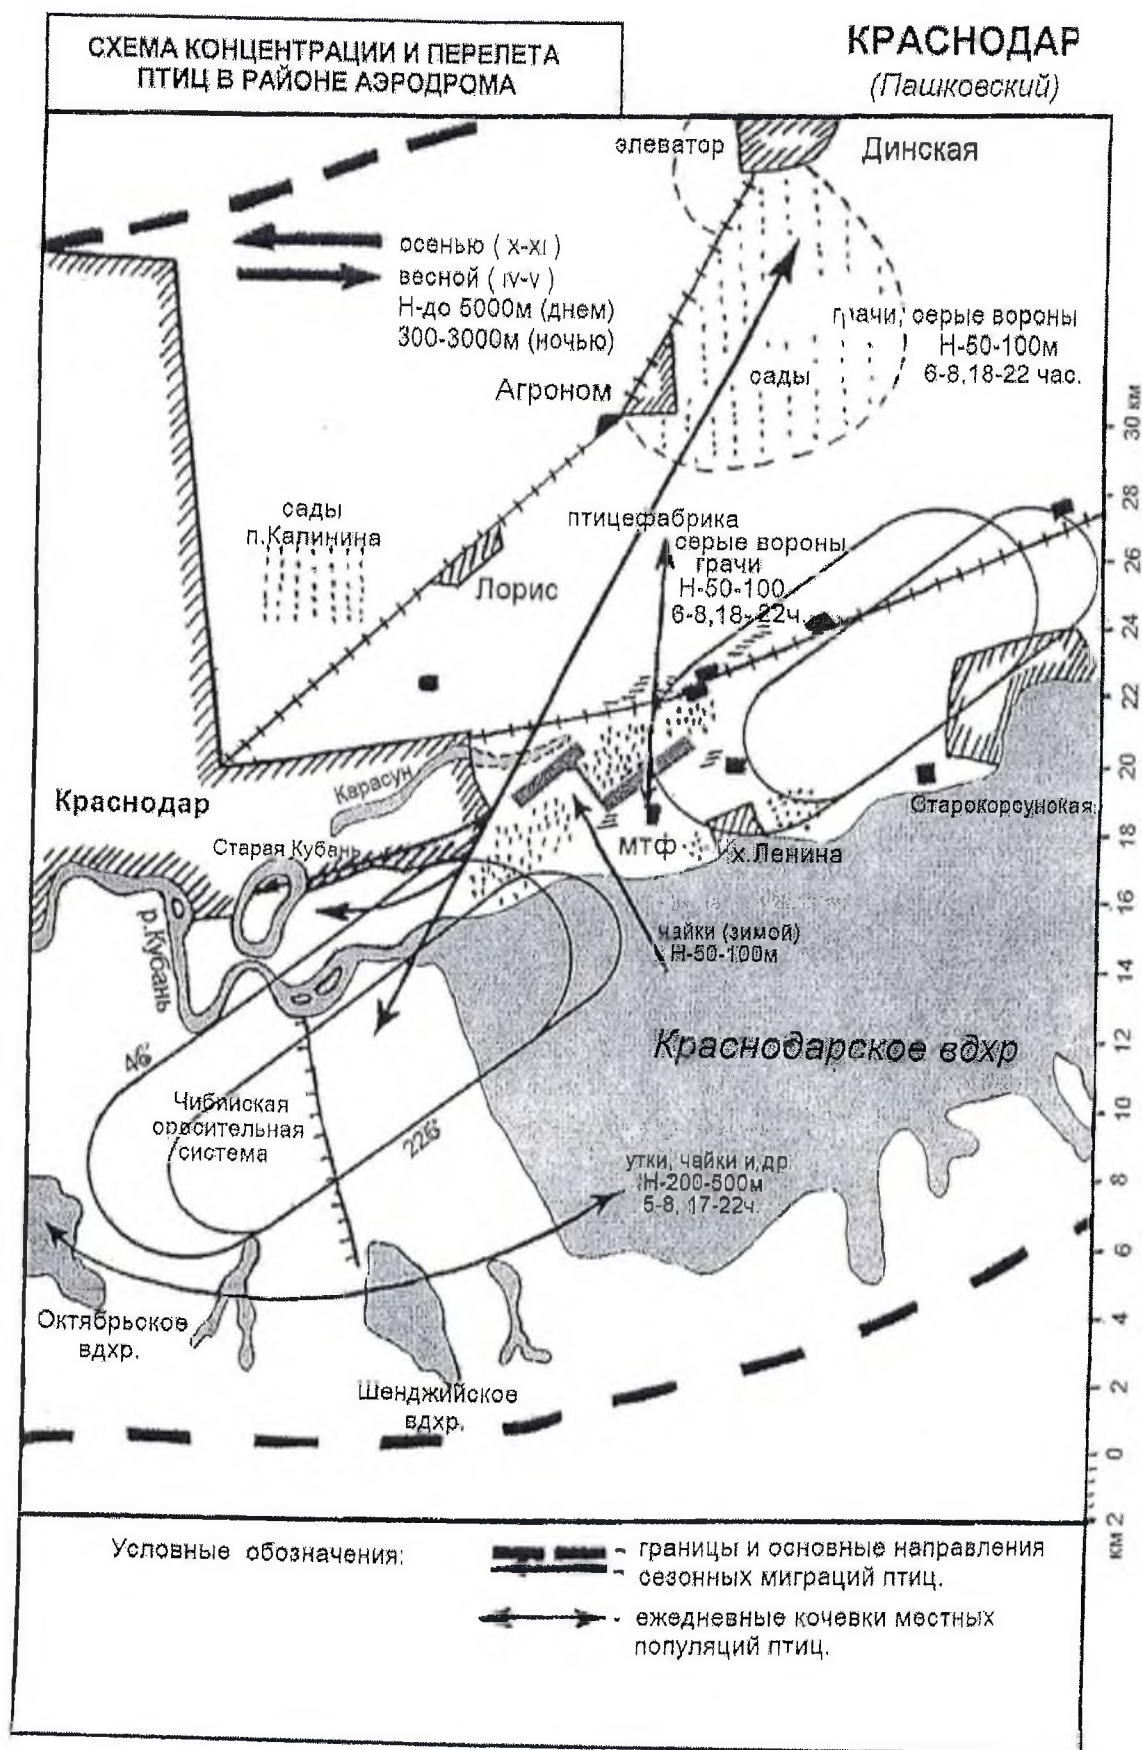 СХЕМА КОНЦЕНТРАЦИИ И ПЕРЕЛЕТА
ПТИЦ В РАЙОНЕ АЭРОДРОМА
КРАСНОДАР
(Пашковский)
элеватор
Динская
осенью ( X-XI )
весной ( IV-V )
Н-до 5000м (днем)
300-3000м (ночью)
грачи, серые вороны
Н-50-100м
6-8,18-22 час.
сады
Агроном
сады
п.Калинина
птицефабрика
серые вороны
грачи
Н-50-100
6-8,18-22ч.
Лорис
Карасун
Краснодар
Старая Кубань
Старокорсунская
мтф
х.Ленина
р.Кубань
чайки (зимой)
Н-50-100м
Краснодарское вдхр
46°
226°
Чибийская
оросительная
система
утки, чайки и др
Н-200-500м
5-8, 17-22ч.
Октябрьское
вдхр.
Шенджийское
вдхр.
30 км
28
26
24
22
20
18
16
14
12
10
8
6
4
2
0
км 2
Условные обозначения:
- границы и основные направления
сезонных миграций птиц.
- ежедневные кочевки местных
популяций птиц.